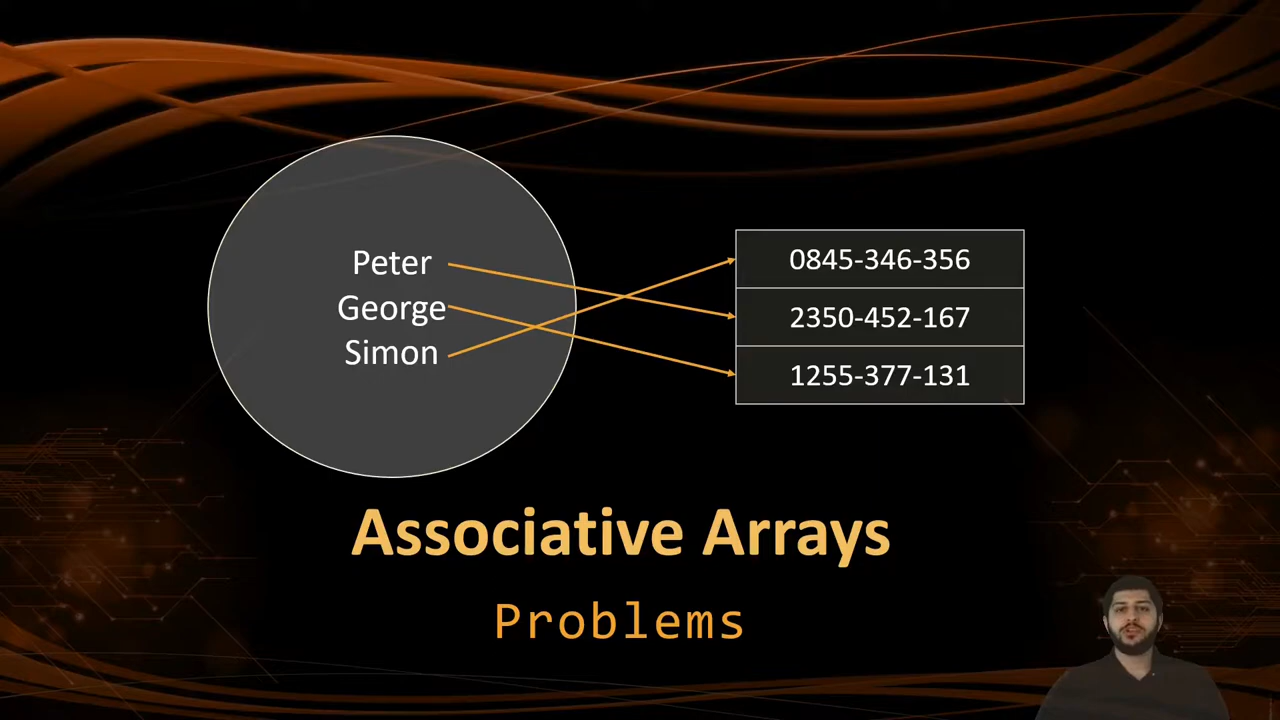 Peter
George
Simon
0845-346-356
2350-452-167
1255-377-131
Associative Arrays
Problems